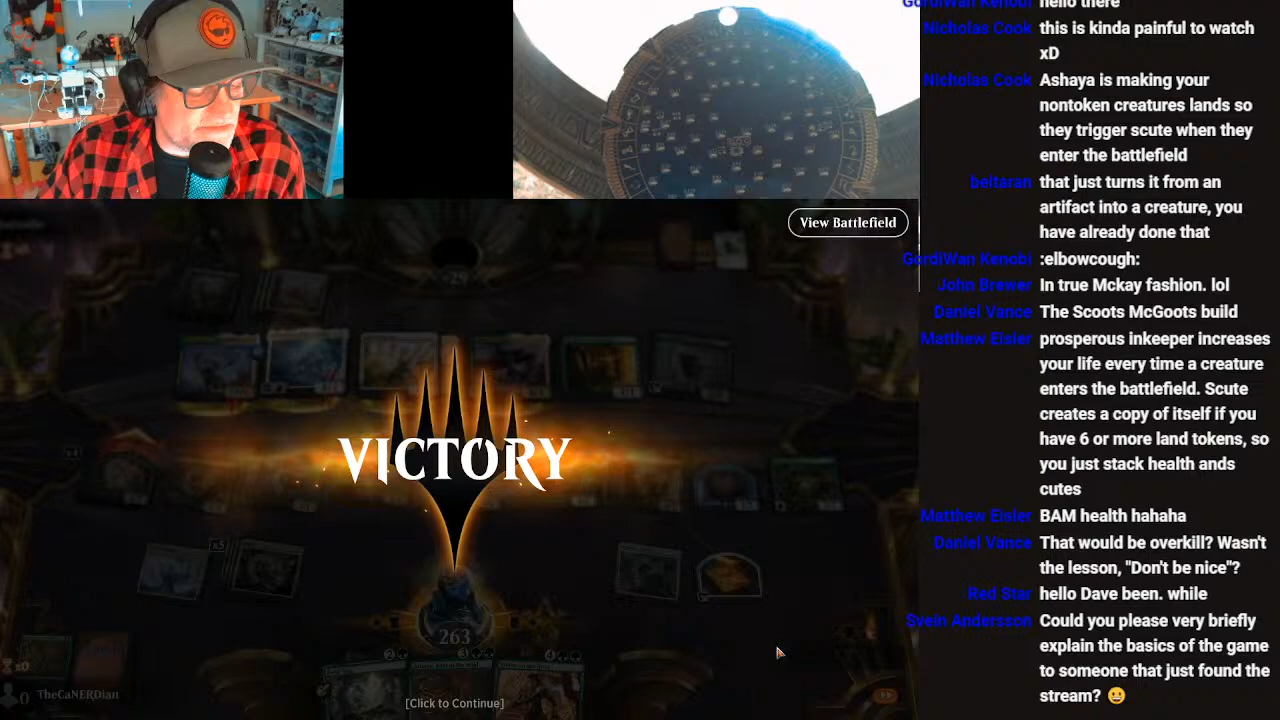 GordiWan Kenobi hello there
Nicholas Cook this is kinda painful to watch
xD
Nicholas Cook Ashaya is making your
nontoken creatures lands so
they trigger scute when they
enter the battlefield
beltaran that just turns it from an
artifact into a creature, you
have already done that
GordiWan Kenobi :elbowcough:
John Brewer In true Mckay fashion. lol
Daniel Vance The Scoots McGoots build
Matthew Eisler prosperous inkeeper increases
your life every time a creature
enters the battlefield. Scute
creates a copy of itself if you
have 6 or more land tokens, so
you just stack health ands
cutes
Matthew Eisler BAM health hahaha
Daniel Vance That would be overkill? Wasn't
the lesson, "Don't be nice"?
Red Star hello Dave been. while
Svein Andersson Could you please very briefly
explain the basics of the game
to someone that just found the
stream? 😀
View Battlefield
VICTORY
x5
263
x0
0
TheCaNERDian
[Click to Continue]